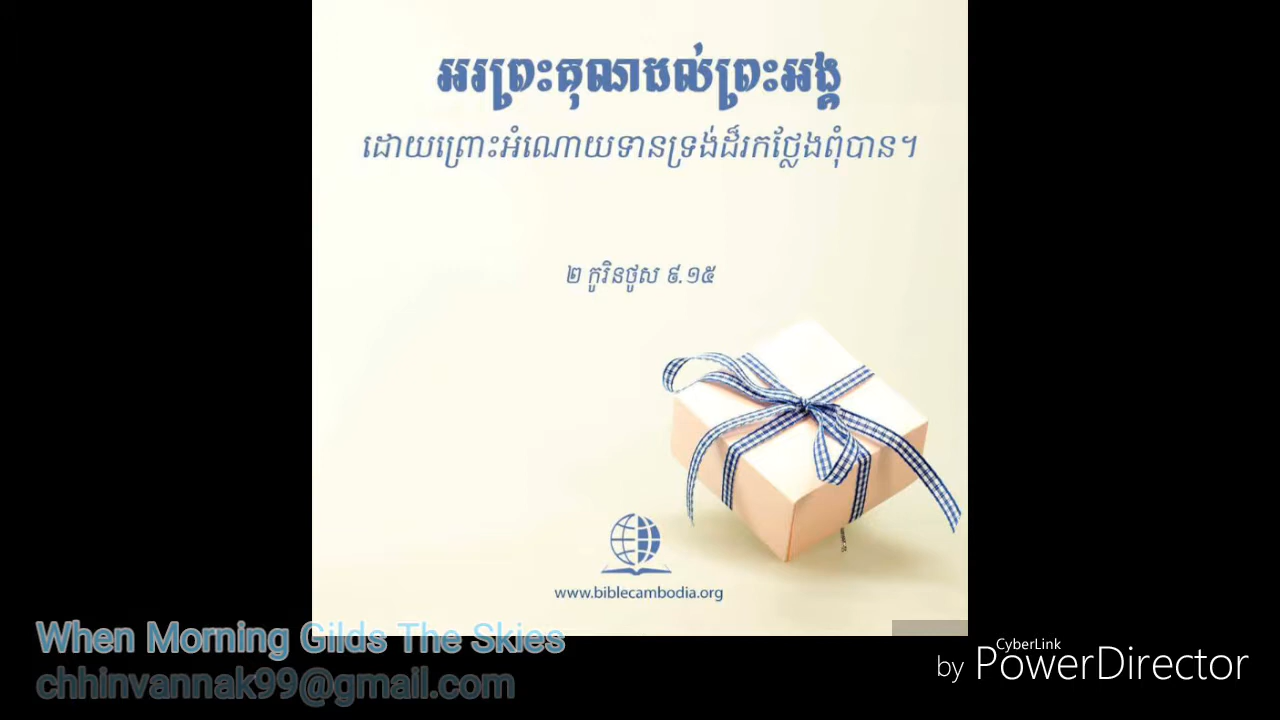 អរព្រះគុណដល់ព្រះអង្គ
ដោយព្រោះអំណោយទានទ្រង់ដ៏រកថ្លែងពុំបាន។
២ កូរិនថូស ៩.១៥
www.biblecambodia.org
When Morning Gilds The Skies
chhinvannak99@gmail.com
CyberLink
by PowerDirector